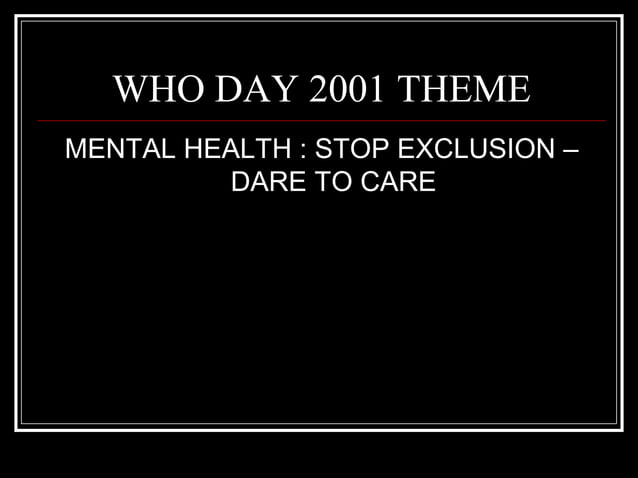 WHO DAY 2001 THEME
MENTAL HEALTH : STOP EXCLUSION –
DARE TO CARE